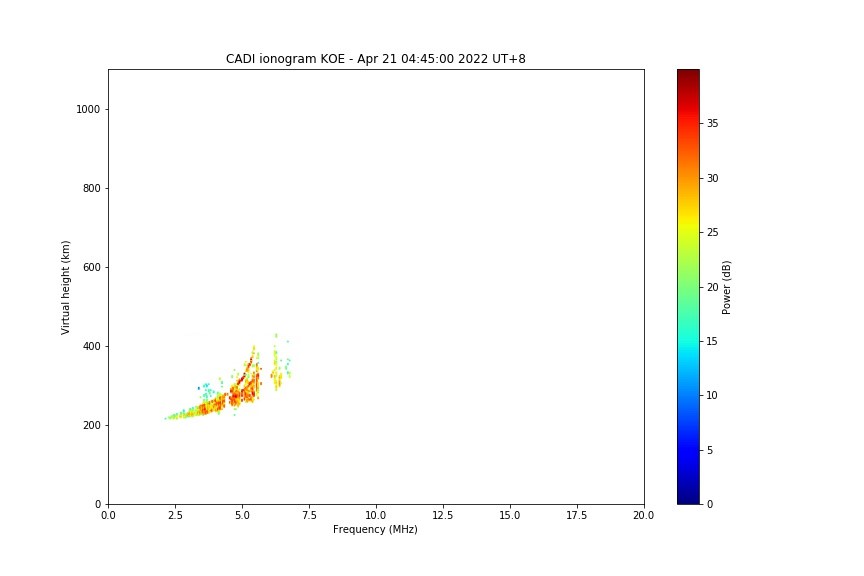 CADI ionogram KOE - Apr 21 04:45:00 2022 UT+8
1000
800
600
400
200
0
Virtual height (km)
0.0 2.5 5.0 7.5 10.0 12.5 15.0 17.5 20.0
Frequency (MHz)
35
30
25
20
15
10
5
0
Power (dB)